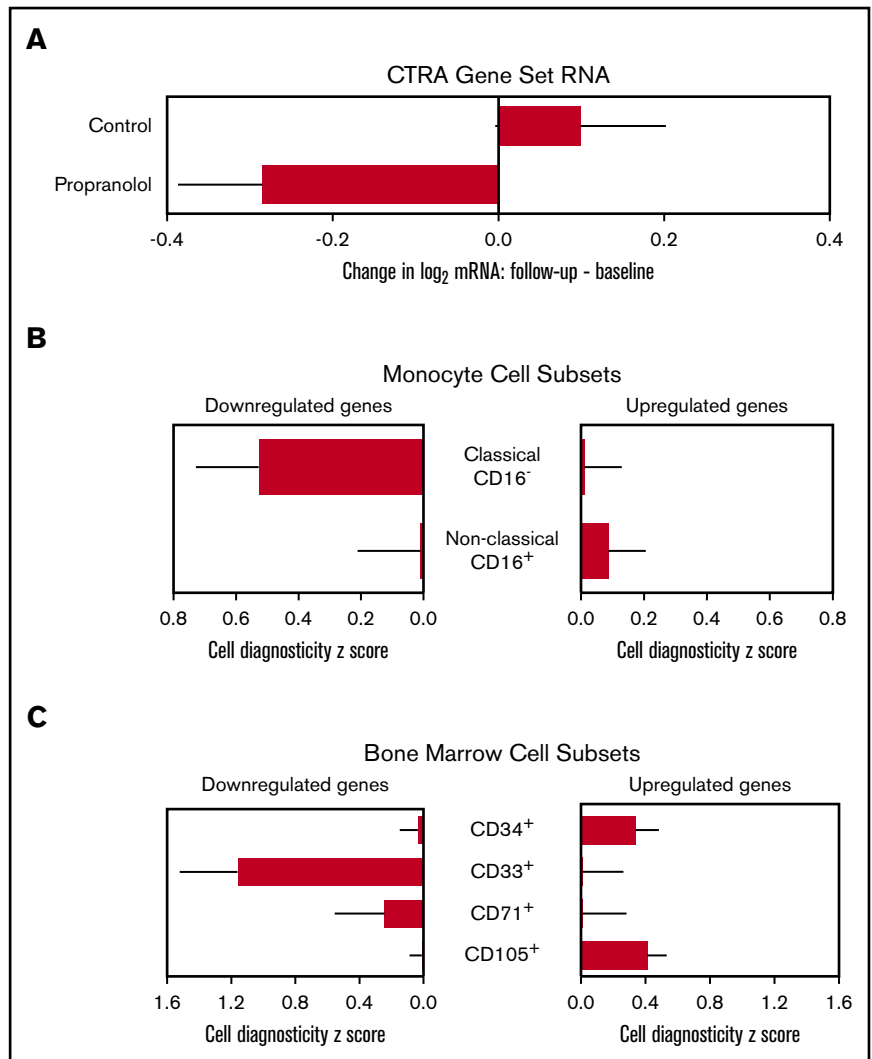 A
CTRA Gene Set RNA
Control
Propranolol
-0.4 -0.2 0.0 0.2 0.4
Change in log₂ mRNA: follow-up - baseline
B
Monocyte Cell Subsets
Downregulated genes Upregulated genes
Classical
CD16⁻
Non-classical
CD16⁺
0.8 0.6 0.4 0.2 0.0 0.0 0.2 0.4 0.6 0.8
Cell diagnosticity z score Cell diagnosticity z score
C
Bone Marrow Cell Subsets
Downregulated genes Upregulated genes
CD34⁺
CD33⁺
CD71⁺
CD105⁺
1.6 1.2 0.8 0.4 0.0 0.0 0.4 0.8 1.2 1.6
Cell diagnosticity z score Cell diagnosticity z score